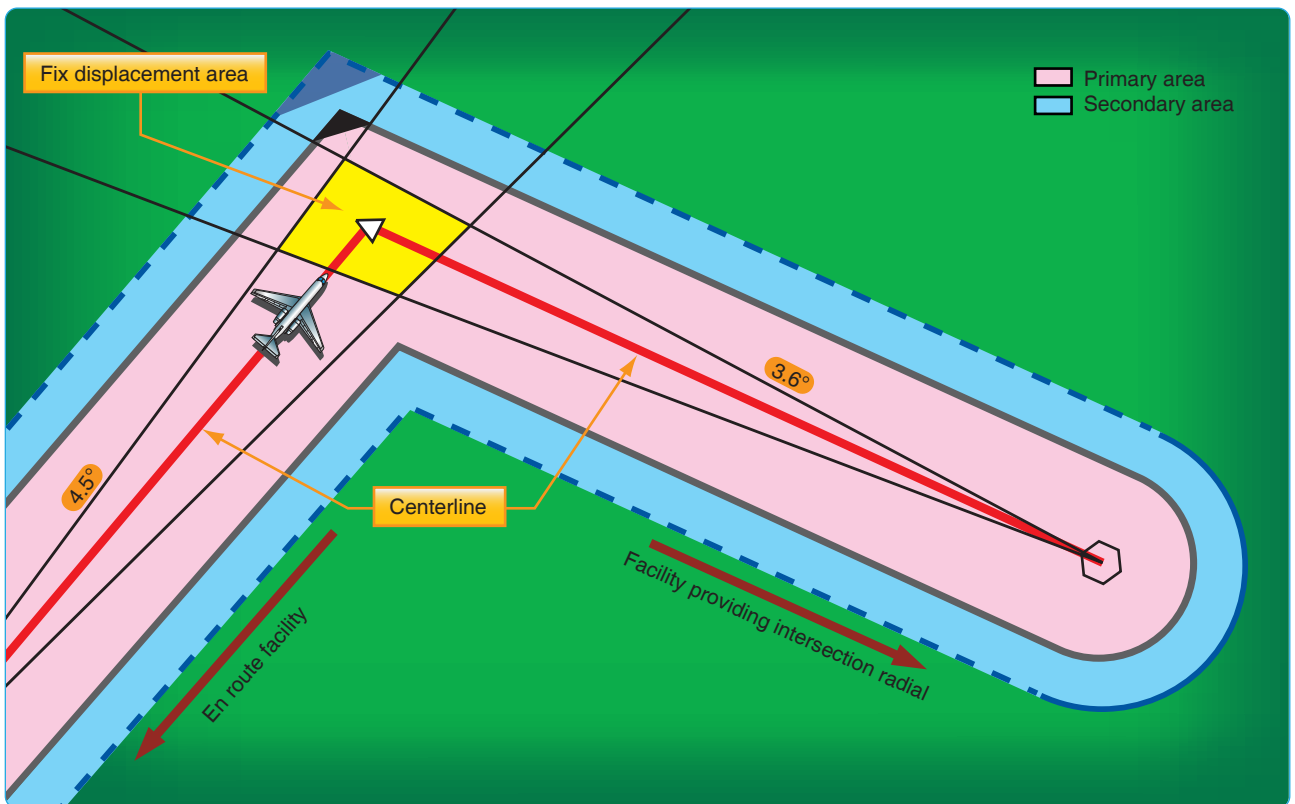 Fix displacement area
Primary area
Secondary area
3.6°
4.5°
Centerline
En route facility
Facility providing intersection radial